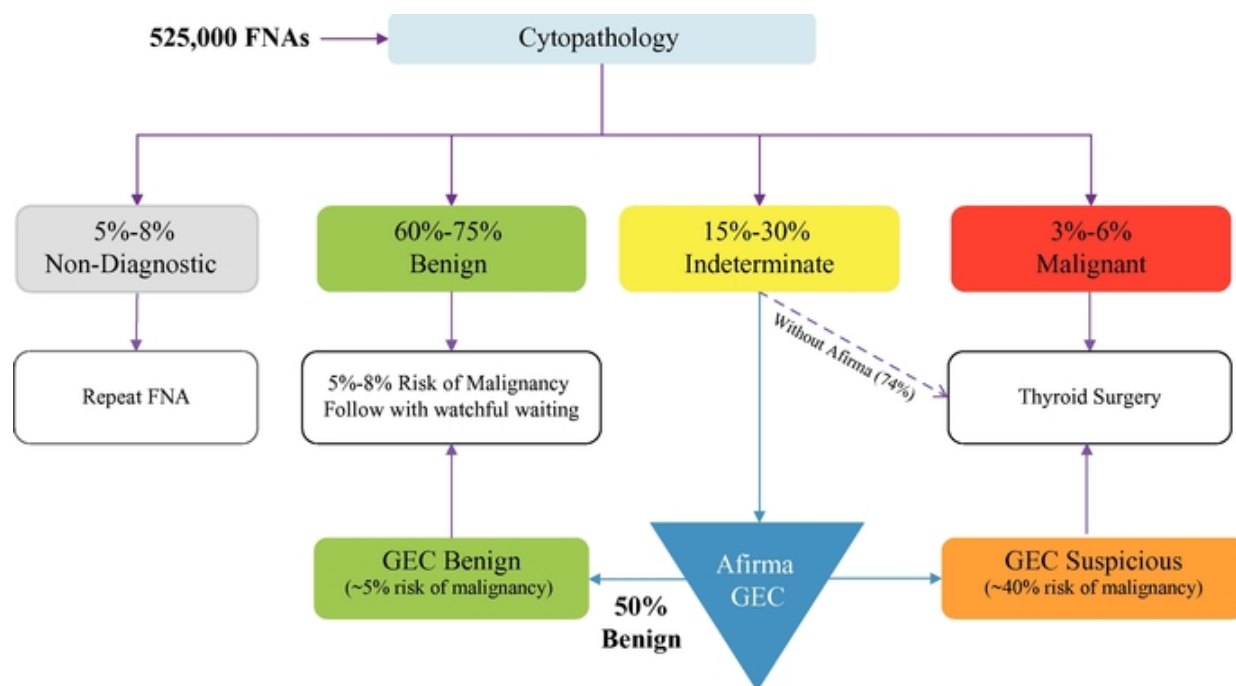 525,000 FNAs
Cytopathology
5%-8%
Non-Diagnostic
60%-75%
Benign
15%-30%
Indeterminate
3%-6%
Malignant
Without Afirma (74%)
Repeat FNA
5%-8% Risk of Malignancy
Follow with watchful waiting
Thyroid Surgery
GEC Benign
(~5% risk of malignancy)
50%
Benign
Afirma
GEC
GEC Suspicious
(~40% risk of malignancy)